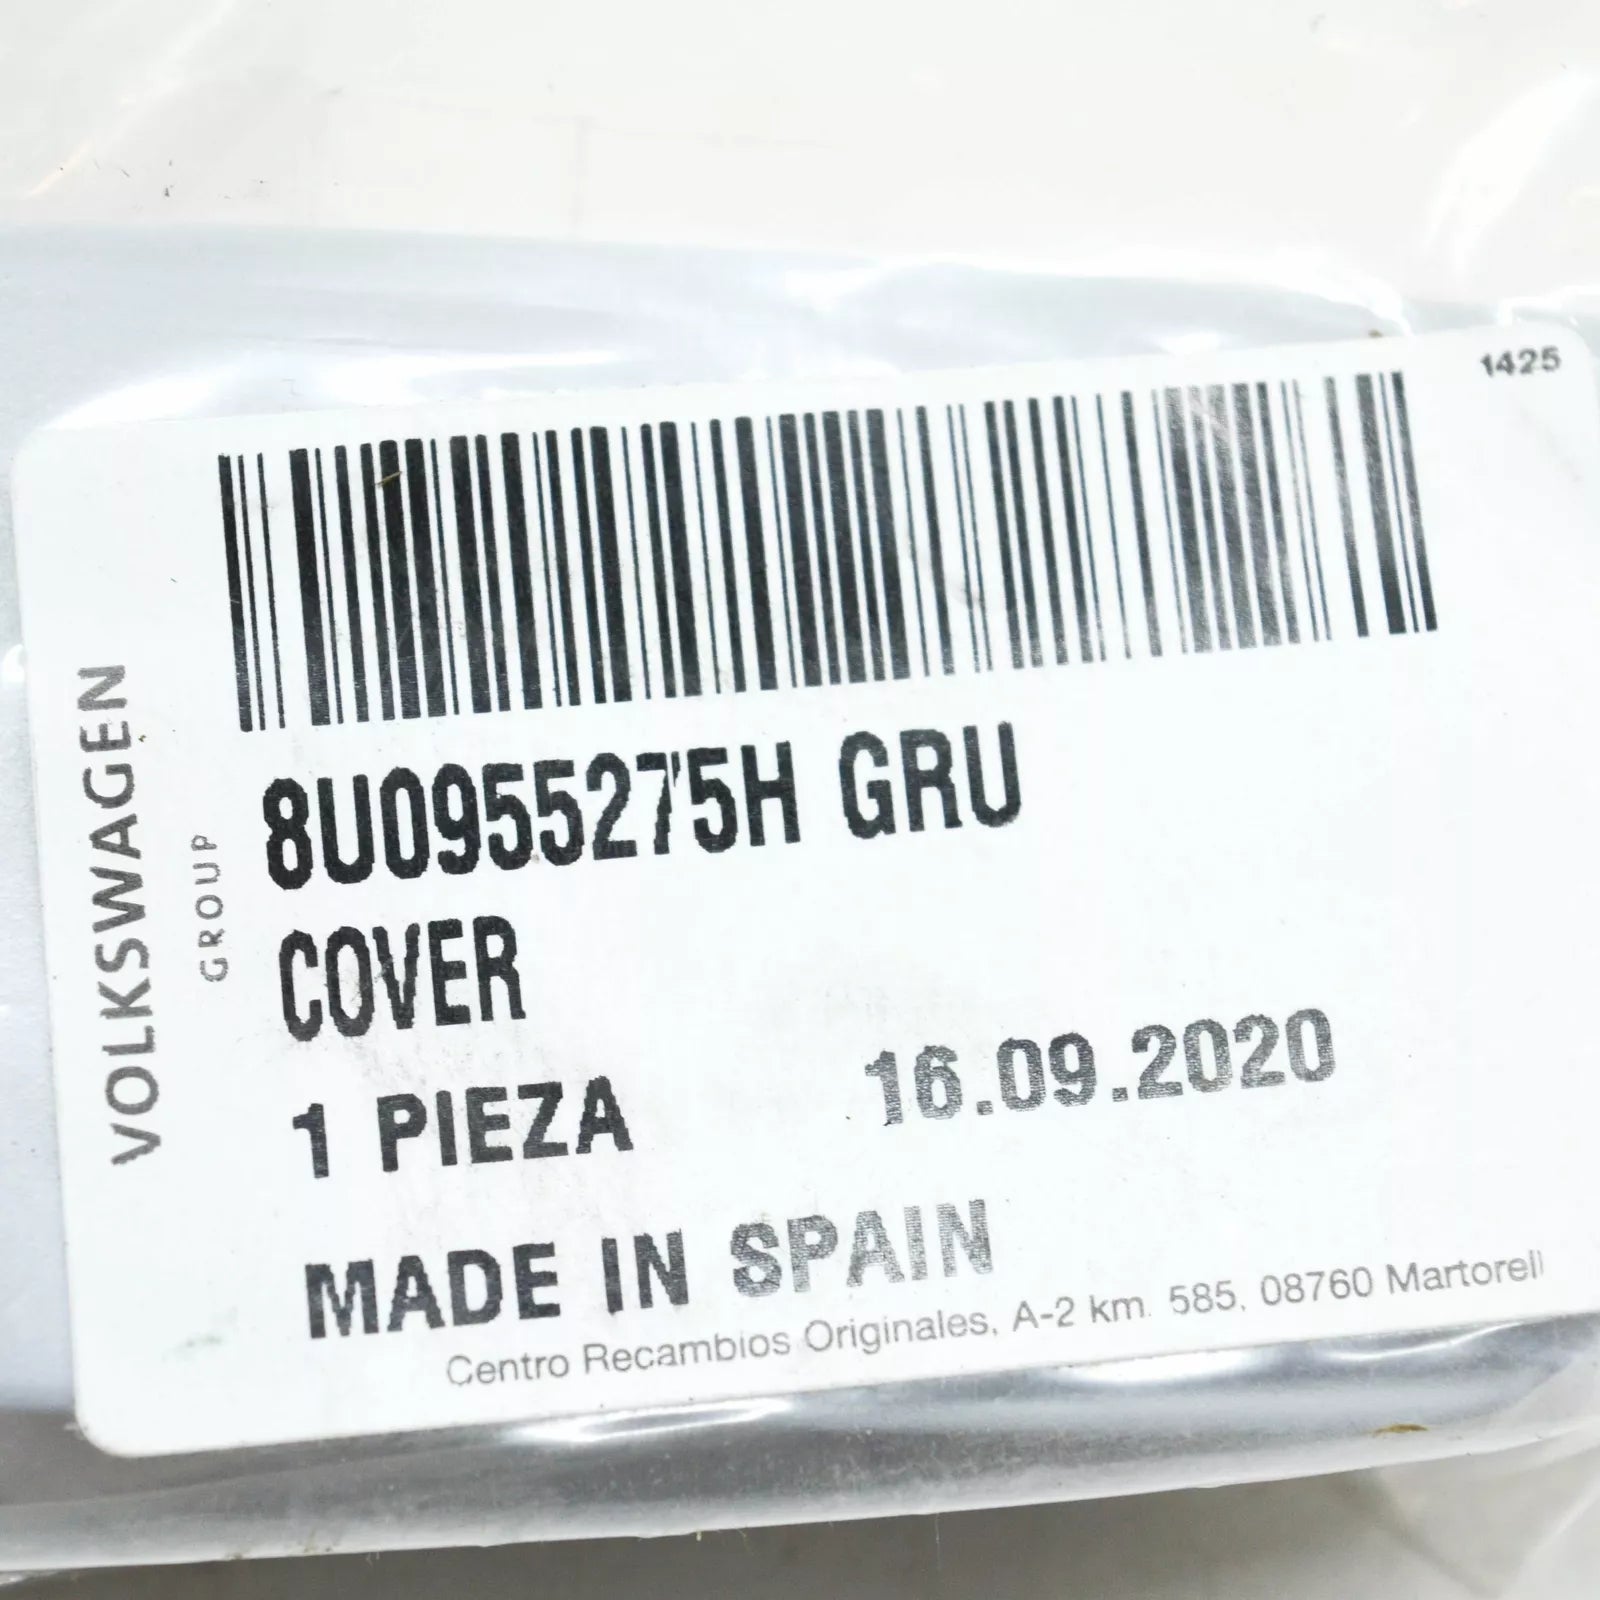 1425
VOLKSWAGEN
GROUP
8U0955275H GRU
COVER
1 PIEZA 16.09.2020
MADE IN SPAIN
Centro Recambios Originales, A-2 km. 585, 08760 Martorell